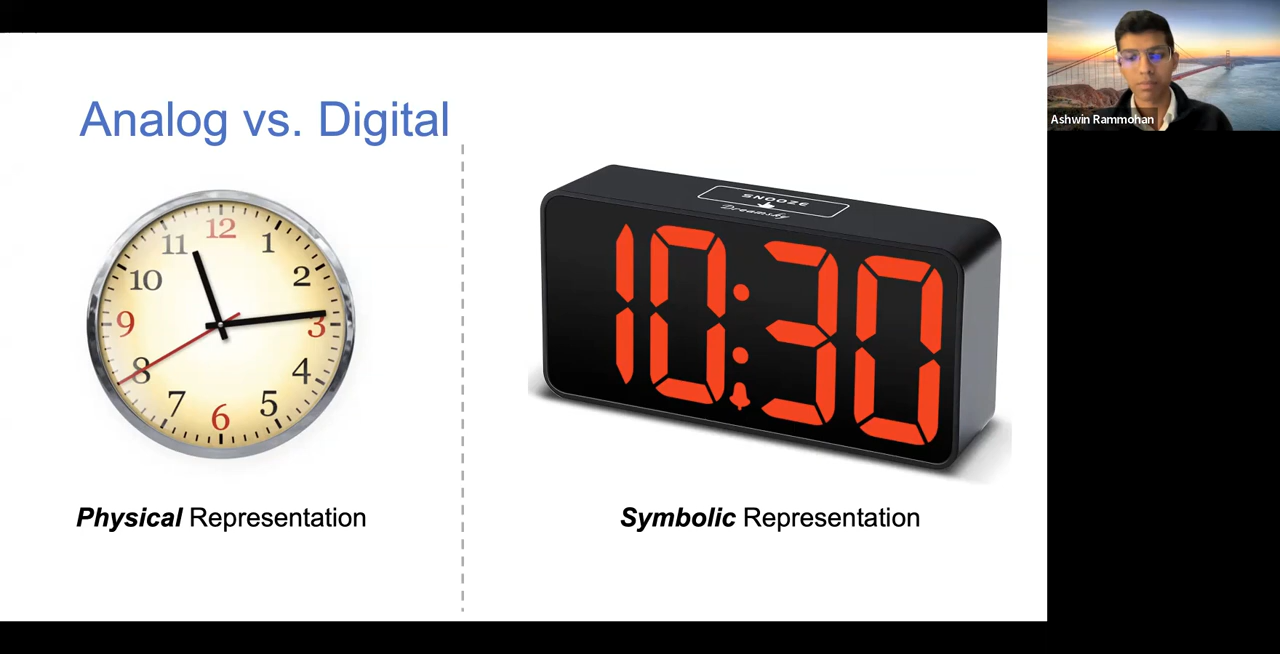 Analog vs. Digital
12
11
1
10
2
9
3
8
4
7
5
6
SNOOZE
Dreamsky
10:30
Physical Representation
Symbolic Representation
Ashwin Rammohan